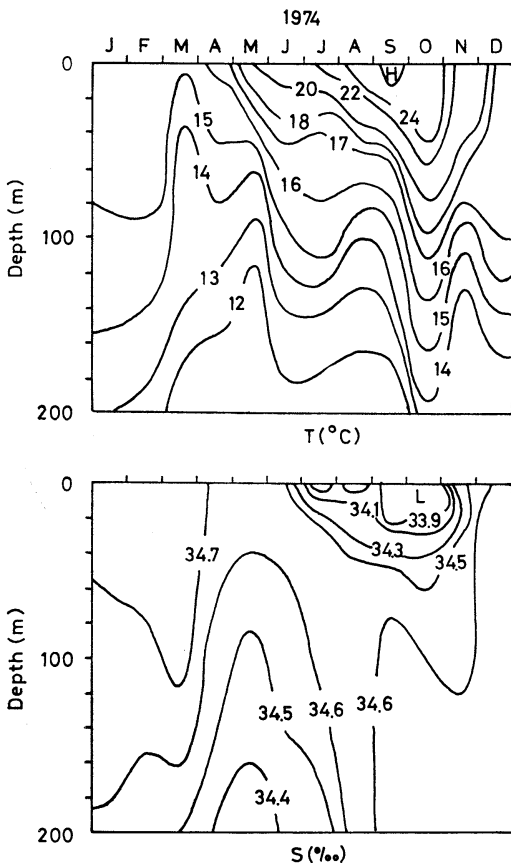 1974
J F M A M J J A S O N D
0
H
20 22
24
15 18 17
14 16
Depth (m)
100
13 16
12
15
14
200
T(°C)
0
L
34.1 33.9
34.7 34.3 34.5
Depth (m)
100
34.5 34.6 34.6
34.4
200
S(‰)